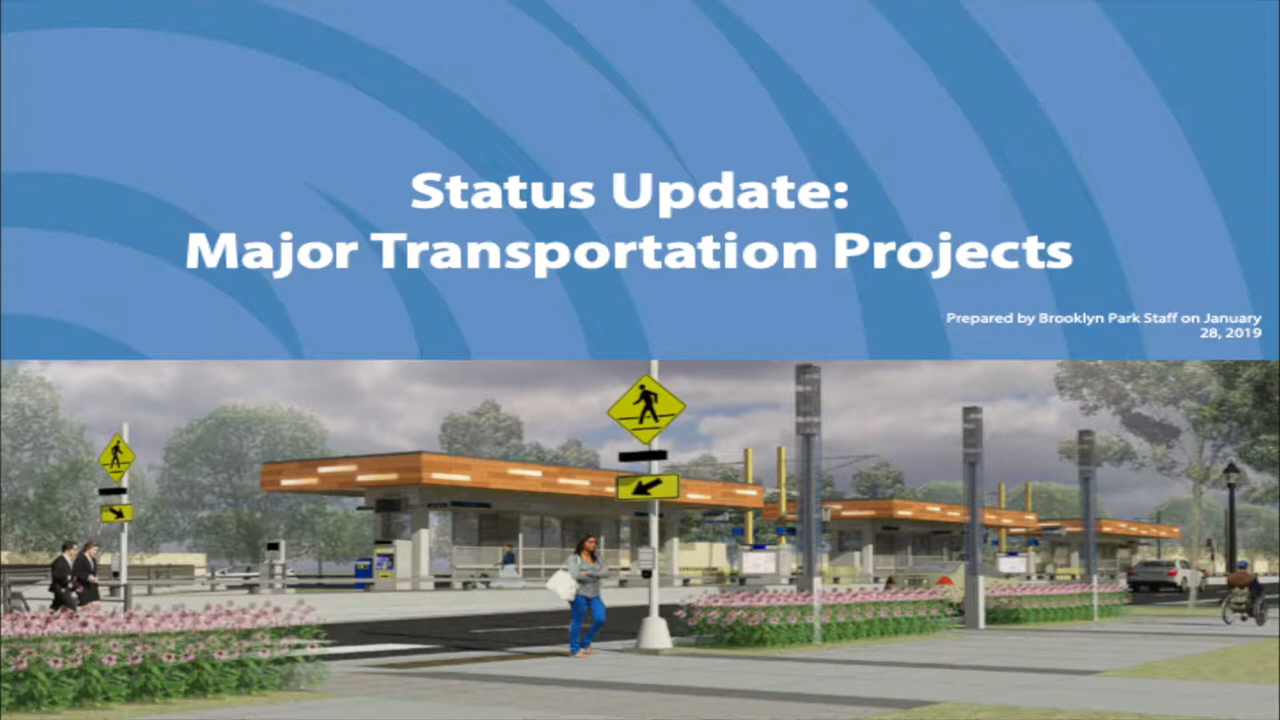 Status Update:
Major Transportation Projects
Prepared by Brooklyn Park Staff on January
28, 2019